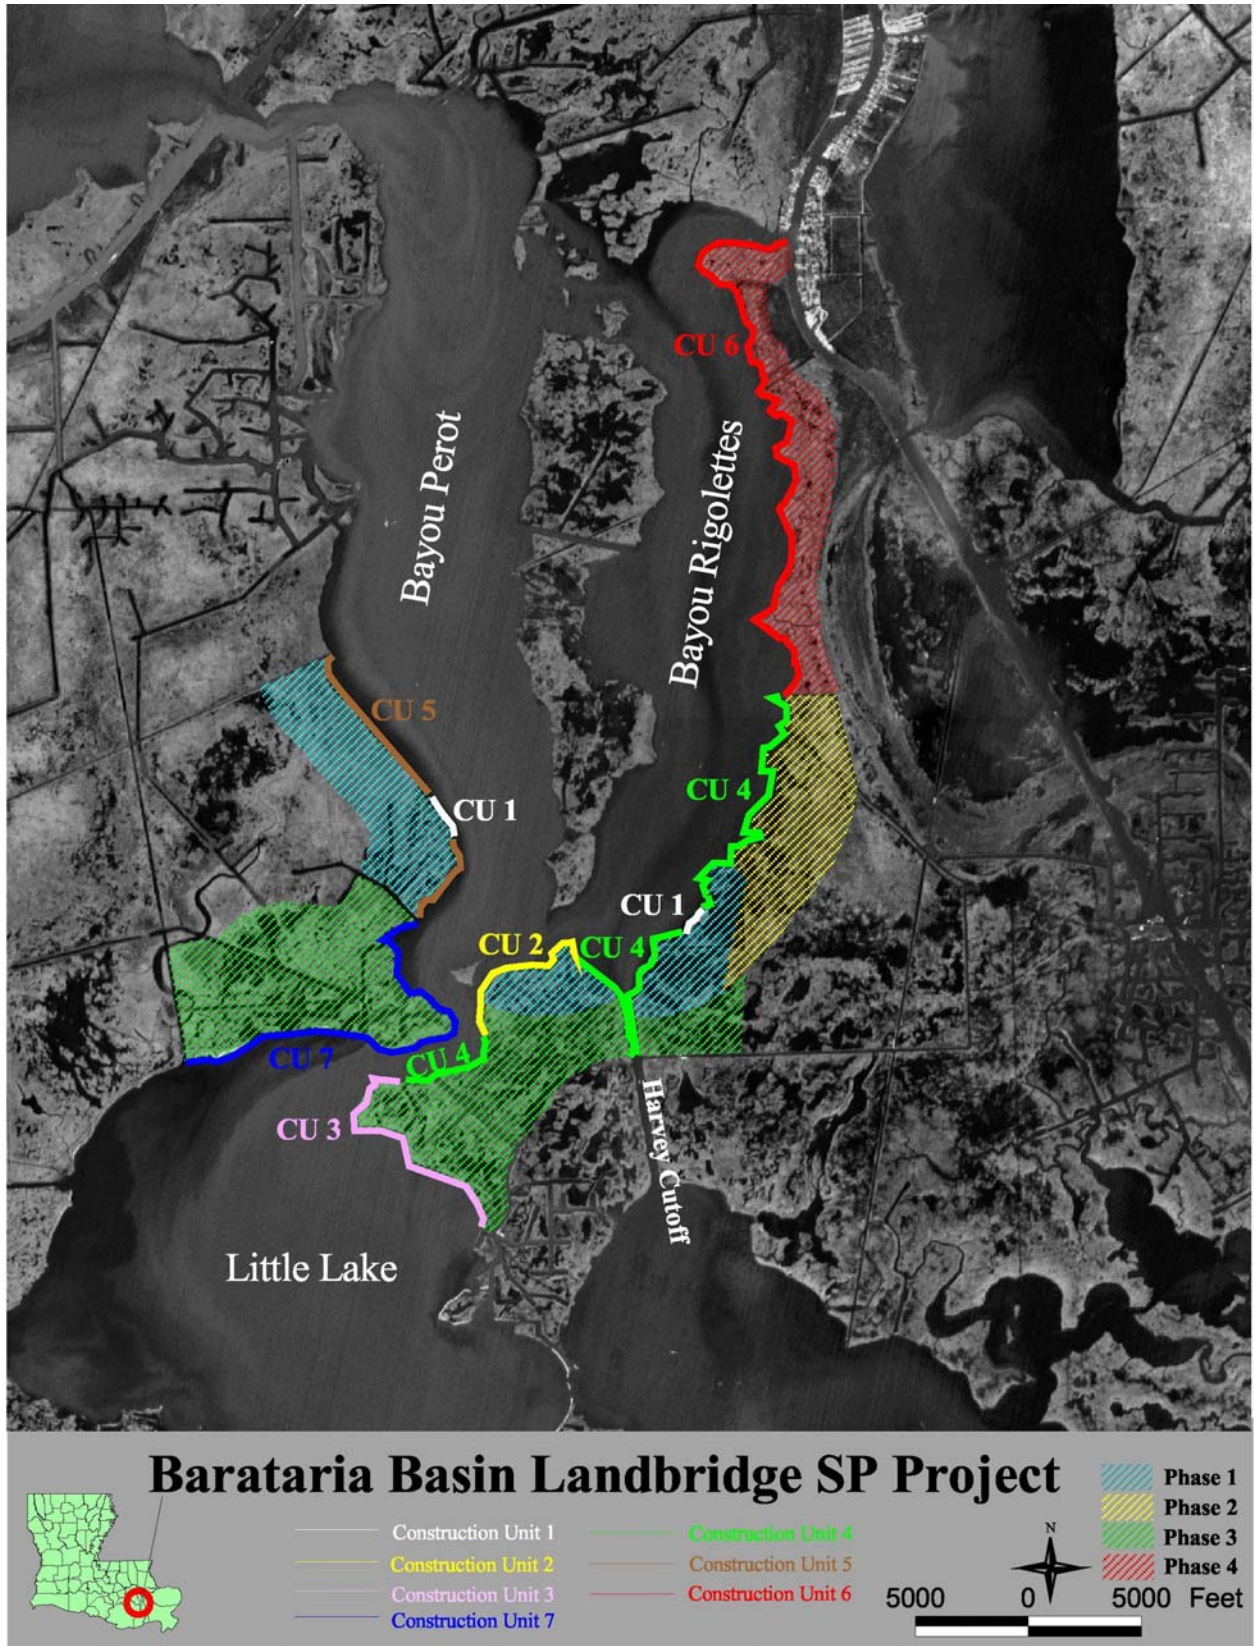 CU 6
Bayou Perot
Bayou Rigolettes
CU 5
CU 4
CU 1
CU 1
CU 2
CU 4
CU 7
CU 4
CU 3
Harvey Cutoff
Little Lake
Barataria Basin Landbridge SP Project
Construction Unit 1
Construction Unit 2
Construction Unit 3
Construction Unit 7
Construction Unit 4
Construction Unit 5
Construction Unit 6
N
Phase 1
Phase 2
Phase 3
Phase 4
5000 0 5000 Feet